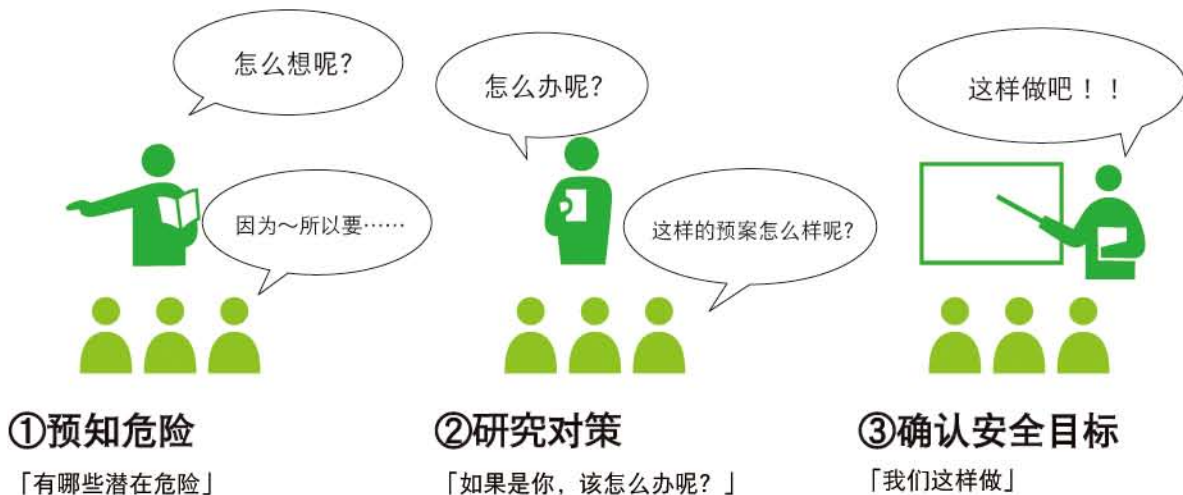 怎么想呢？
因为～所以要……
①预知危险
「有哪些潜在危险」
怎么办呢？
这样的预案怎么样呢？
②研究对策
「如果是你，该怎么办呢？」
这样做吧！！
③确认安全目标
「我们这样做」